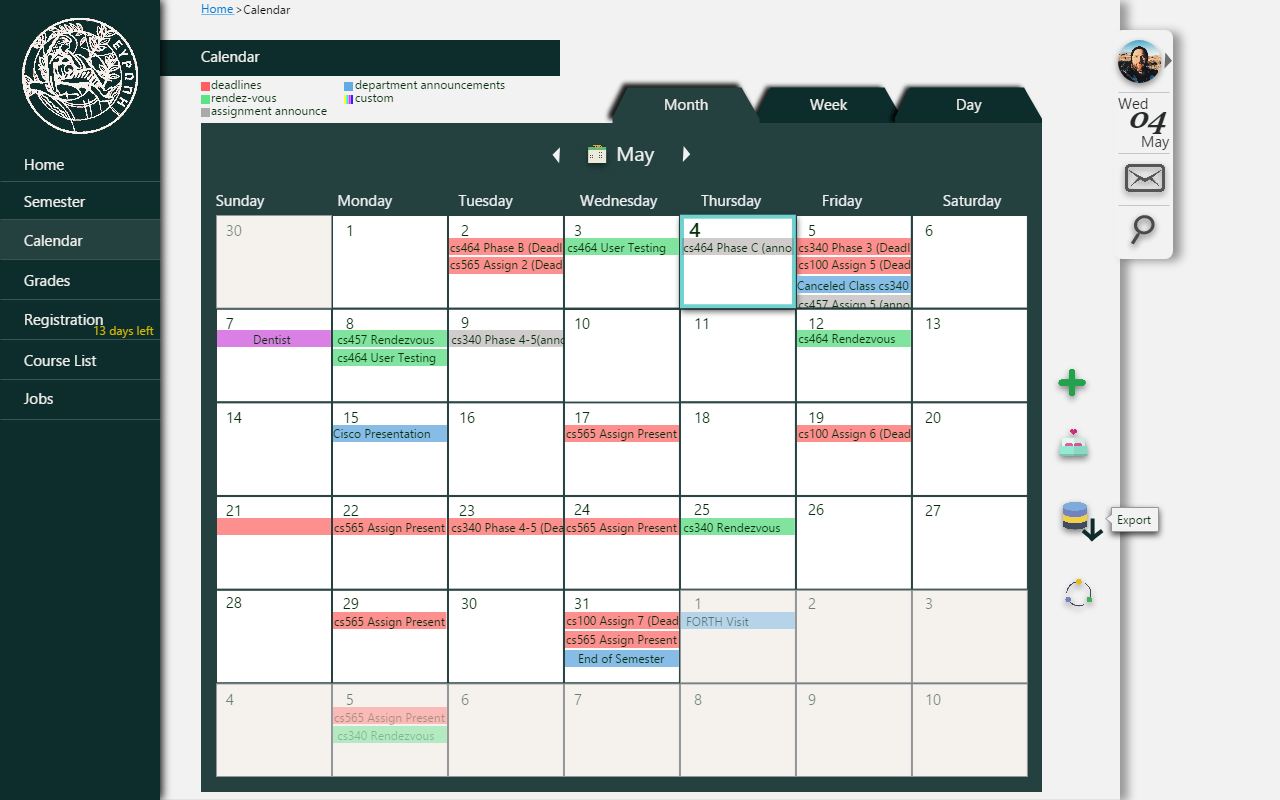 Home >Calendar
ΕΥΡΩΠΗ
Calendar
deadlines
department announcements
rendez-vous
custom
assignment announce
Month
Week
Day
Wed
04
May
May
Home
Semester
Calendar
Grades
Registration
13 days left
Course List
Jobs
Sunday Monday Tuesday Wednesday Thursday Friday Saturday
30 1 2 3 4 5 6
cs464 Phase B (Deadl
cs464 User Testing
cs464 Phase C (anno
cs340 Phase 3 (Deadl
cs565 Assign 2 (Dead
cs100 Assign 5 (Dead
Canceled Class cs340
cs457 Assign 5 (anno
7 8 9 10 11 12 13
Dentist
cs457 Rendezvous
cs340 Phase 4-5(anno
cs464 Rendezvous
cs464 User Testing
14 15 16 17 18 19 20
Cisco Presentation
cs565 Assign Present
cs100 Assign 6 (Dead
21 22 23 24 25 26 27
cs565 Assign Present
cs340 Phase 4-5 (Dea
cs565 Assign Present
cs340 Rendezvous
Export
28 29 30 31 1 2 3
cs565 Assign Present
cs100 Assign 7 (Dead
FORTH Visit
cs565 Assign Present
End of Semester
4 5 6 7 8 9 10
cs565 Assign Present
cs340 Rendezvous